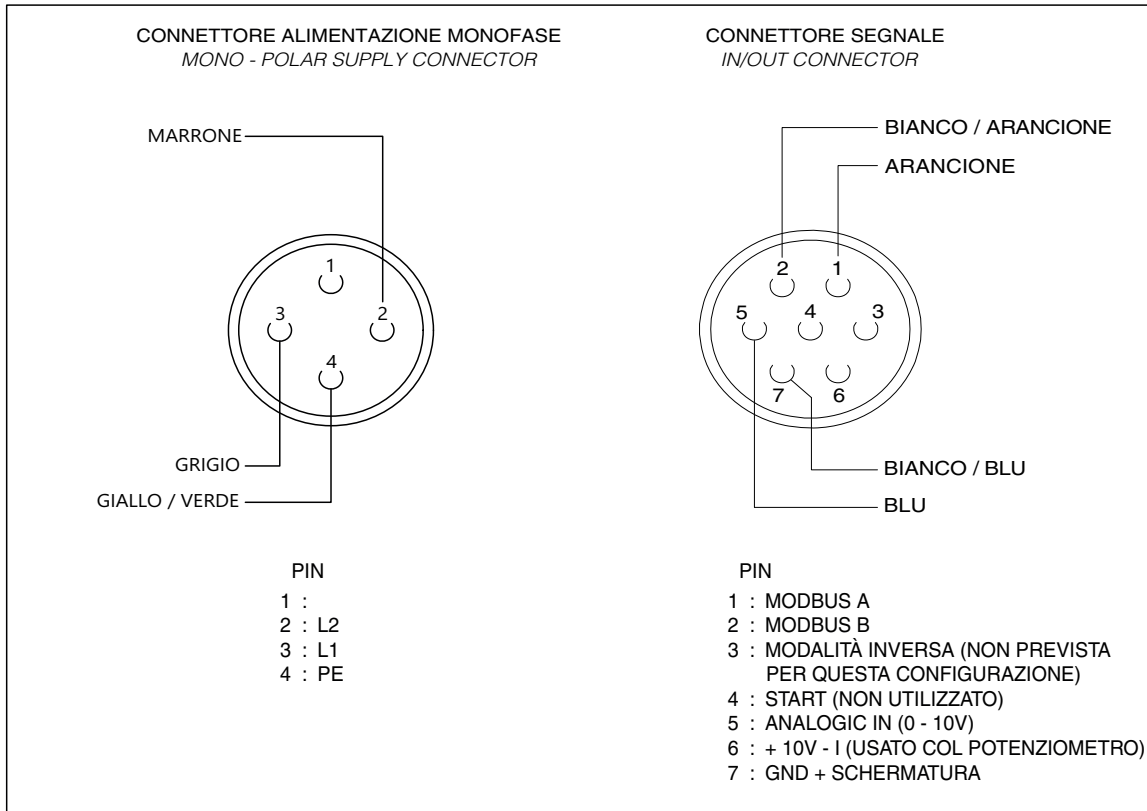 CONNETTORE ALIMENTAZIONE MONOFASE
MONO - POLAR SUPPLY CONNECTOR
MARRONE
1
3
2
4
GRIGIO
GIALLO / VERDE
PIN
1 :
2 : L2
3 : L1
4 : PE
CONNETTORE SEGNALE
IN/OUT CONNECTOR
BIANCO / ARANCIONE
ARANCIONE
2 1
5 4 3
7 6
BIANCO / BLU
BLU
PIN
1 : MODBUS A
2 : MODBUS B
3 : MODALITÀ INVERSA (NON PREVISTA
PER QUESTA CONFIGURAZIONE)
4 : START (NON UTILIZZATO)
5 : ANALOGIC IN (0 - 10V)
6 : + 10V - I (USATO COL POTENZIOMETRO)
7 : GND + SCHERMATURA